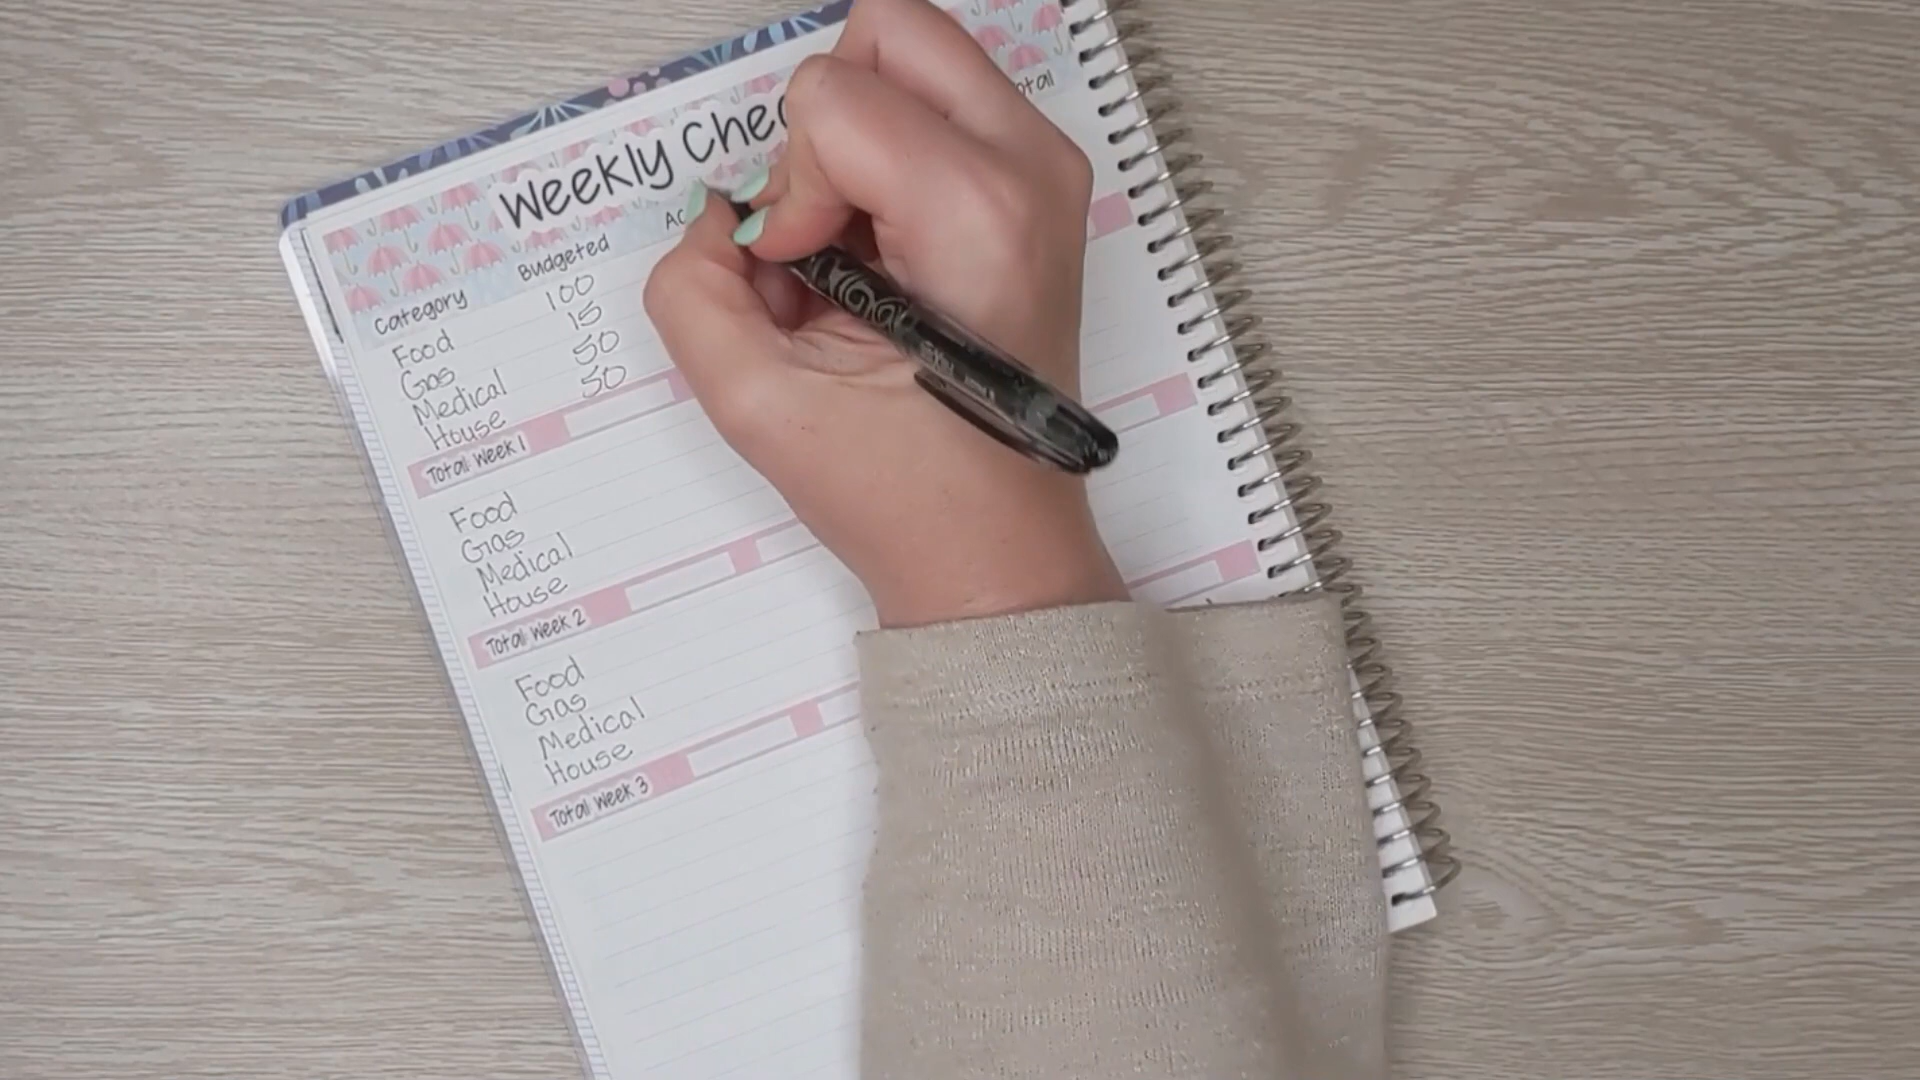 Weekly Chec
Category Budgeted Ac otal
Food 100
Gas 15
Medical 50
House 50
Total Week 1
Food
Gas
Medical
House
Total Week 2
Food
Gas
Medical
House
Total Week 3